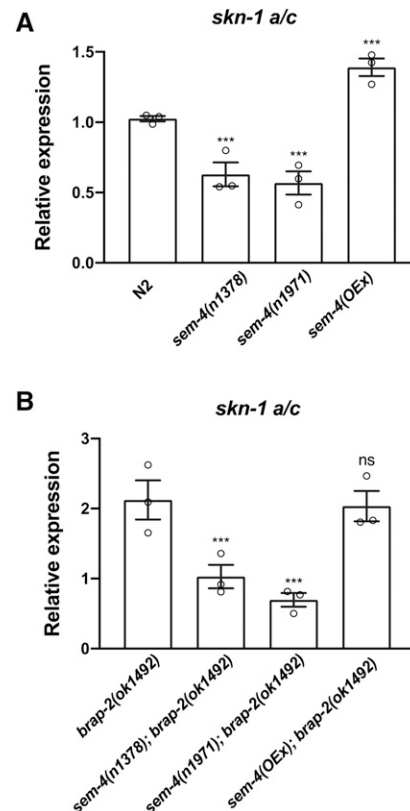 A
skn-1 a/c
Relative expression
1.5
1.0
0.5
0.0
***
***
***
N2
sem-4(n1378)
sem-4(n1971)
sem-4(OEx)
B
skn-1 a/c
Relative expression
3
2
1
0
***
***
ns
brap-2(ok1492)
sem-4(n1378); brap-2(ok1492)
sem-4(n1971); brap-2(ok1492)
sem-4(OEx); brap-2(ok1492)